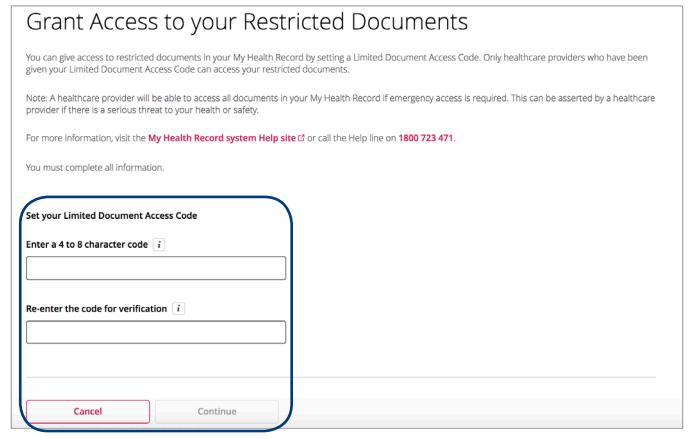 Grant Access to your Restricted Documents
You can give access to restricted documents in your My Health Record by setting a Limited Document Access Code. Only healthcare providers who have been
given your Limited Document Access Code can access your restricted documents.
Note: A healthcare provider will be able to access all documents in your My Health Record if emergency access is required. This can be asserted by a healthcare
provider if there is a serious threat to your health or safety.
For more information, visit the My Health Record system Help site or call the Help line on 1800 723 471.
You must complete all information.
Set your Limited Document Access Code
Enter a 4 to 8 character code i
Re-enter the code for verification i
Cancel Continue